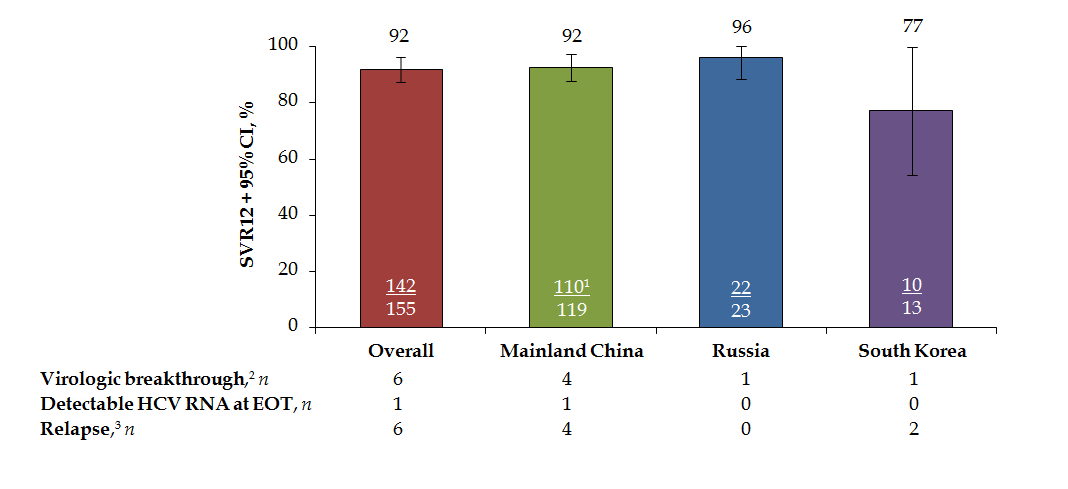 92 92 96 77
SVR12 + 95% CI, %
100
80
60
40
20
0
142
155
110¹
119
22
23
10
13
Overall Mainland China Russia South Korea
Virologic breakthrough,² n 6 4 1 1
Detectable HCV RNA at EOT, n 1 1 0 0
Relapse,³ n 6 4 0 2